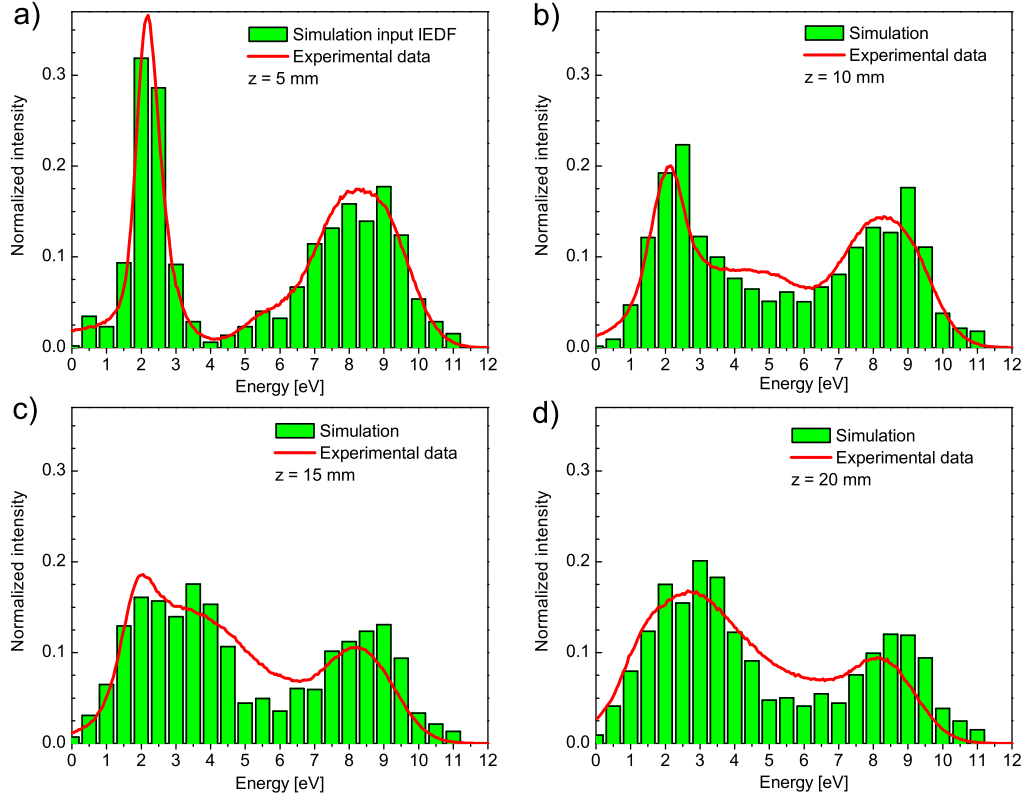 a)
Simulation input IEDF
Experimental data
z = 5 mm
Normalized intensity
0.3
0.2
0.1
0.0
0 1 2 3 4 5 6 7 8 9 10 11 12
Energy [eV]
b)
Simulation
Experimental data
z = 10 mm
Normalized intensity
0.3
0.2
0.1
0.0
0 1 2 3 4 5 6 7 8 9 10 11 12
Energy [eV]
c)
Simulation
Experimental data
z = 15 mm
Normalized intensity
0.3
0.2
0.1
0.0
0 1 2 3 4 5 6 7 8 9 10 11 12
Energy [eV]
d)
Simulation
Experimental data
z = 20 mm
Normalized intensity
0.3
0.2
0.1
0.0
0 1 2 3 4 5 6 7 8 9 10 11 12
Energy [eV]